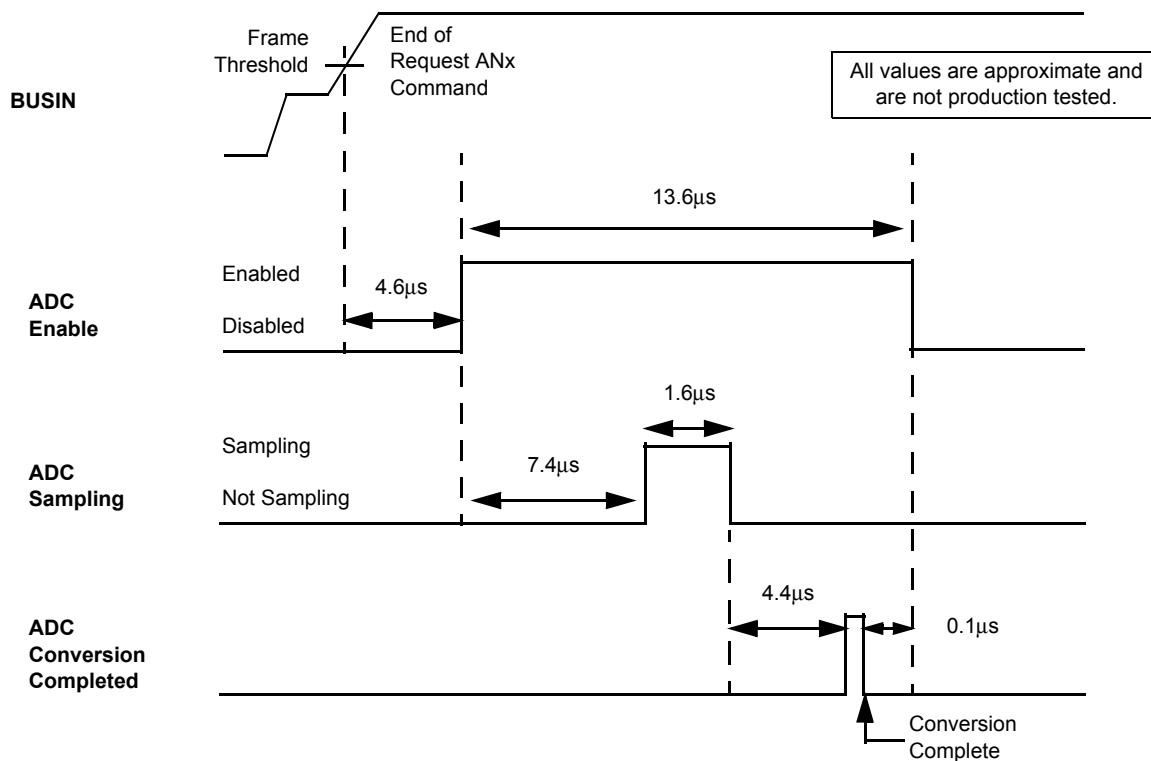 Frame
Threshold
End of
Request ANx
Command
All values are approximate and
are not production tested.
BUSIN
13.6μs
Enabled
4.6μs
ADC
Enable
Disabled
1.6μs
Sampling
7.4μs
ADC
Sampling
Not Sampling
4.4μs
0.1μs
ADC
Conversion
Completed
Conversion
Complete